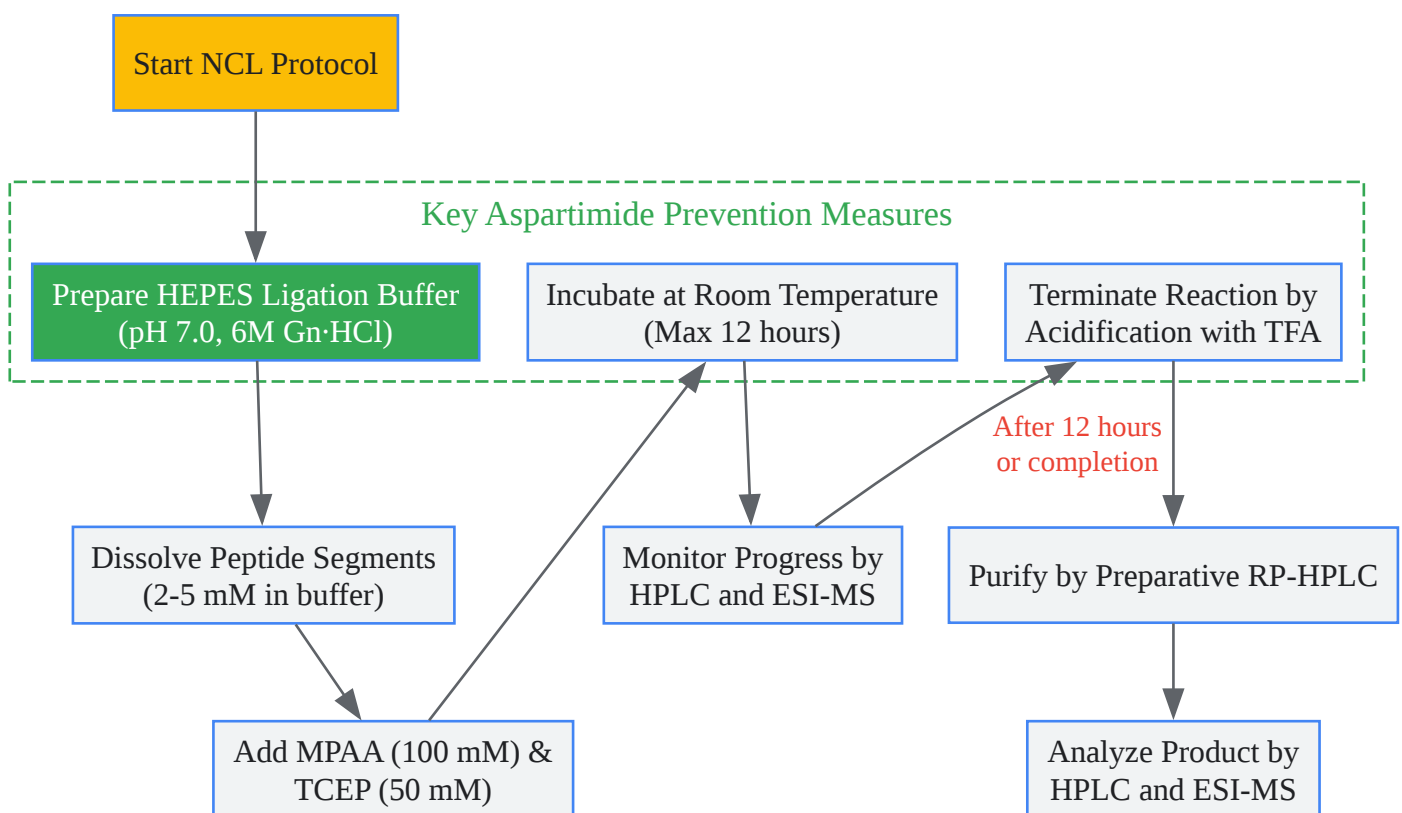 Start NCL Protocol
Key Aspartimide Prevention Measures
Prepare HEPES Ligation Buffer
(pH 7.0, 6M Gn·HCl)
Incubate at Room Temperature
(Max 12 hours)
Terminate Reaction by
Acidification with TFA
After 12 hours
or completion
Dissolve Peptide Segments
(2-5 mM in buffer)
Monitor Progress by
HPLC and ESI-MS
Purify by Preparative RP-HPLC
Add MPAA (100 mM) &
TCEP (50 mM)
Analyze Product by
HPLC and ESI-MS